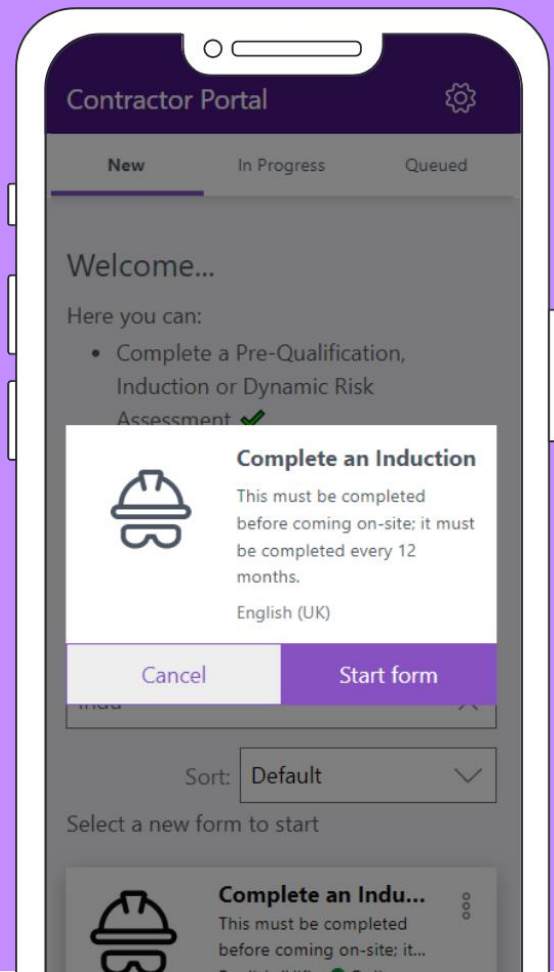 Contractor Portal
New In Progress Queued
Welcome...
Here you can:
• Complete a Pre-Qualification,
Induction or Dynamic Risk
Assessment
Complete an Induction
This must be completed
before coming on-site; it must
be completed every 12
months.
English (UK)
Cancel Start form
Sort: Default
Select a new form to start
Complete an Indu...
This must be completed
before coming on-site; it...